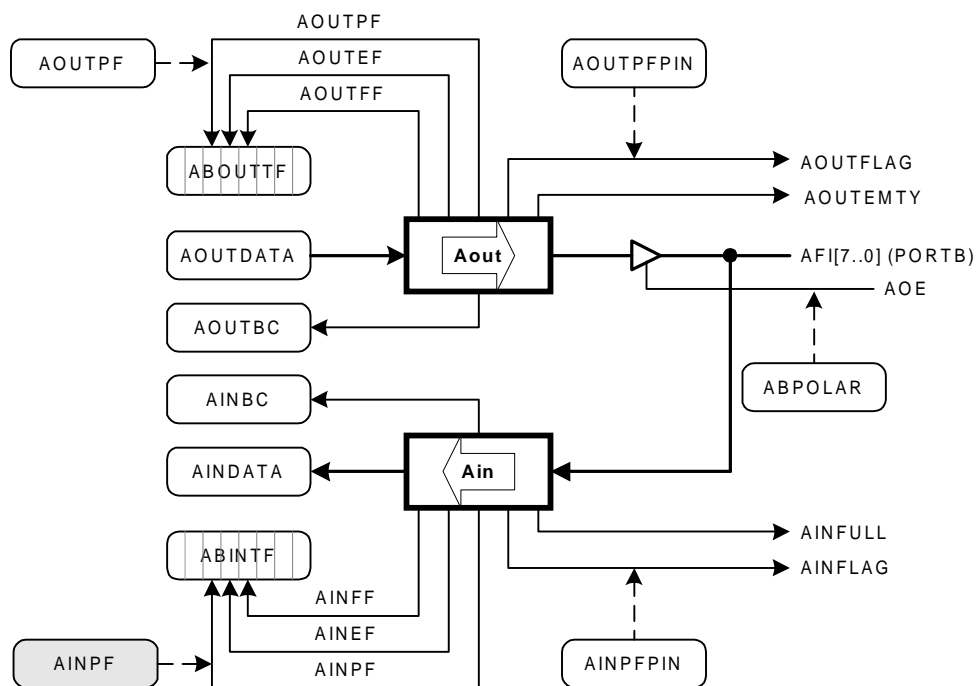 AOUTPF
AOUTPF
AOUTEF
AOUTFF
AOUTPFPIN
ABOUTTF
AOUTFLAG
AOUTEMTY
AOUTDATA
Aout
AFI[7..0] (PORTB)
AOE
AOUTBC
ABPOLAR
AINBC
AINDATA
Ain
AINFULL
ABINTF
AINFLAG
AINFF
AINEF
AINPF
AINPF
AINPFPIN